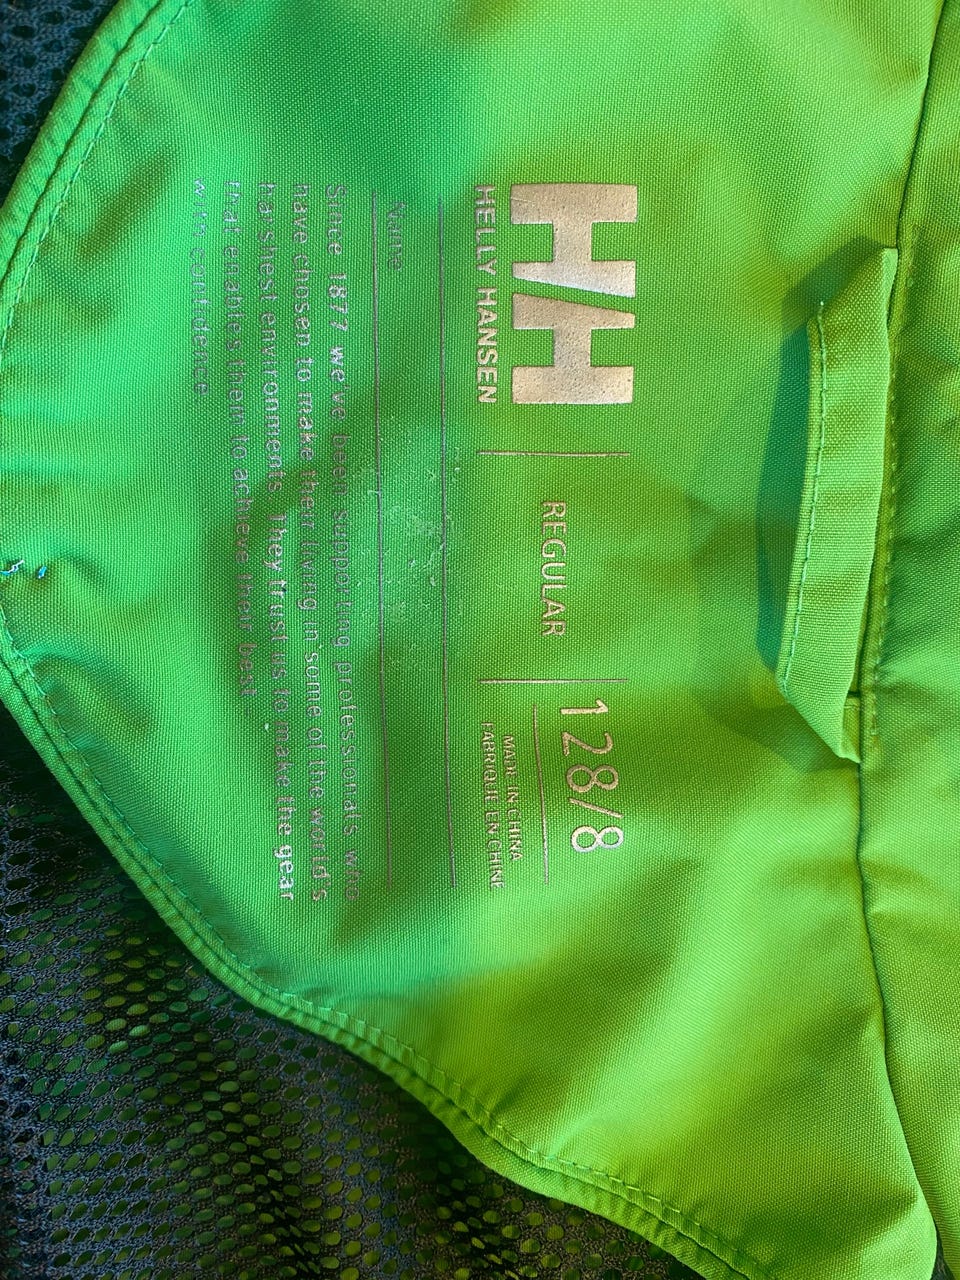 HH
HELLY HANSEN
REGULAR
128/8
MADE IN CHINA
FABRIQUÉ EN CHINE
Name
Since 1877 we've been supporting professionals who
have chosen to make their living in some of the world's
harshest environments. They trust us to make the gear
that enables them to achieve their best
with confidence.